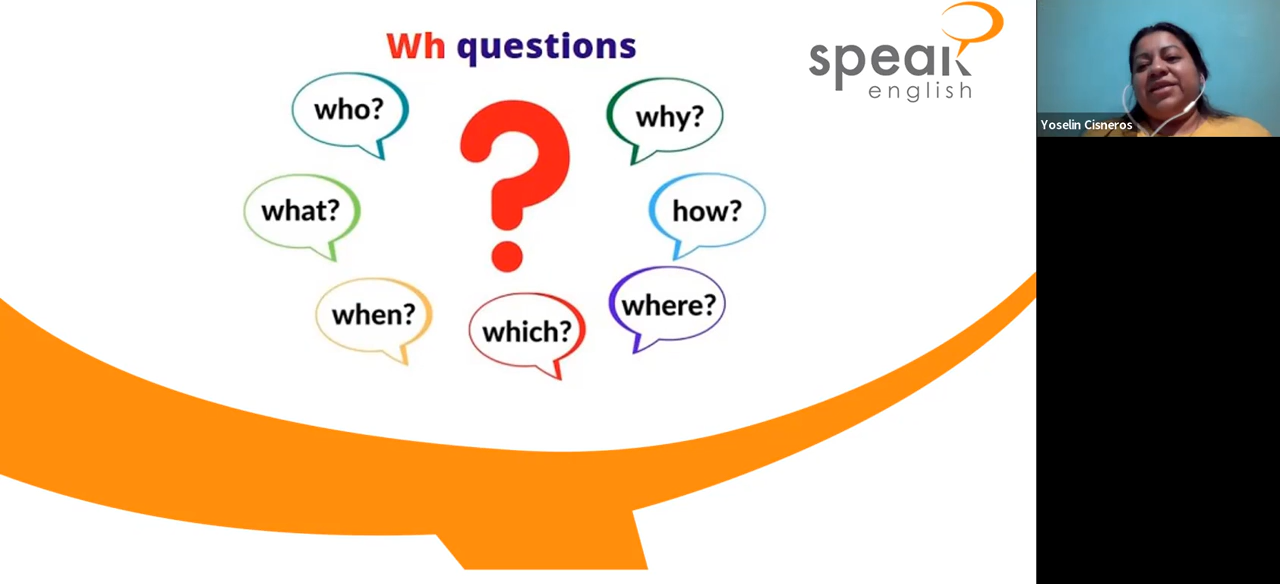 Wh questions
speak
english
who?
why?
what?
how?
when?
which?
where?
Yoselin Cisneros